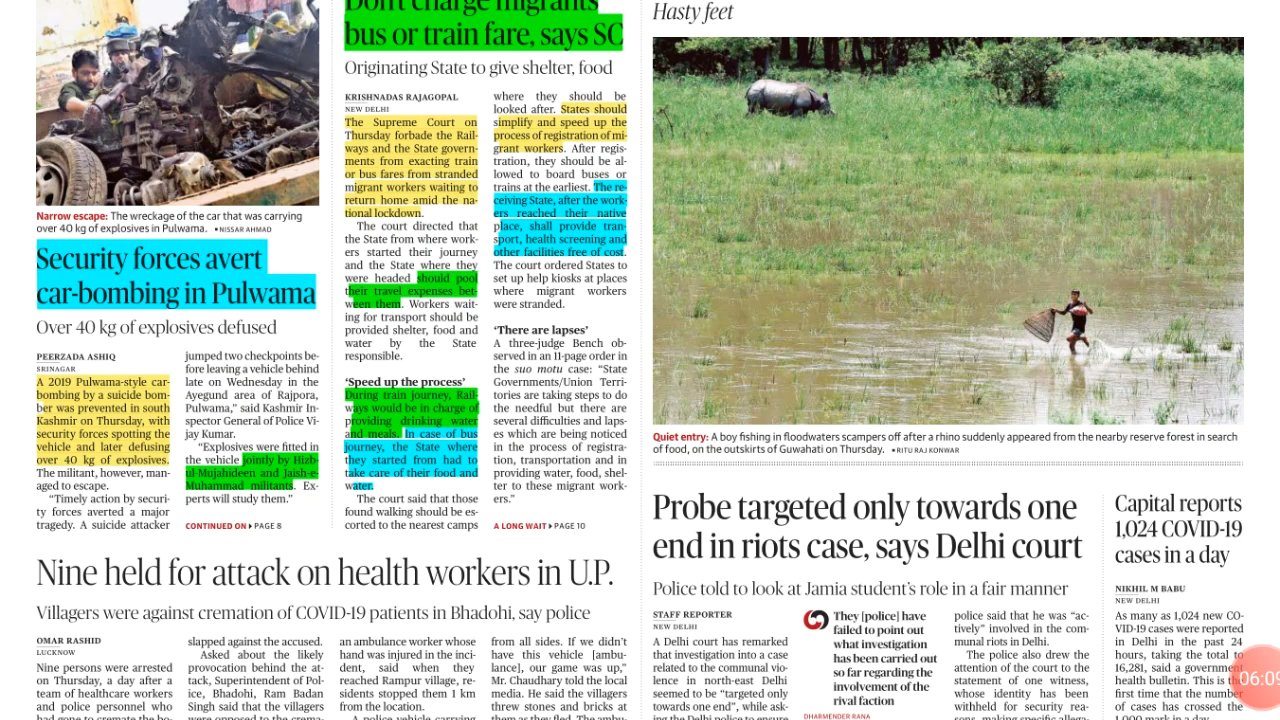 Narrow escape: The wreckage of the car that was carrying
over 40 kg of explosives in Pulwama. ▪ NISSAR AHMAD
Security forces avert
car-bombing in Pulwama
Over 40 kg of explosives defused
PEERZADA ASHIQ
SRINAGAR
A 2019 Pulwama-style car-
bombing by a suicide bom-
ber was prevented in south
Kashmir on Thursday, with
security forces spotting the
vehicle and later defusing
over 40 kg of explosives.
The militant, however, man-
aged to escape.
“Timely action by securi-
ty forces averted a major
tragedy. A suicide attacker
jumped two checkpoints be-
fore leaving a vehicle behind
late on Wednesday in the
Ayegund area of Rajpora,
Pulwama,” said Kashmir In-
spector General of Police Vi-
jay Kumar.
“Explosives were fitted in
the vehicle jointly by Hizb-
ul-Mujahideen and Jaish-e-
Muhammad militants. Ex-
perts will study them.”
CONTINUED ON ▸ PAGE 8
Don't charge migrants
bus or train fare, says SC
Originating State to give shelter, food
KRISHNADAS RAJAGOPAL
NEW DELHI
The Supreme Court on
Thursday forbade the Rail-
ways and the State govern-
ments from exacting train
or bus fares from stranded
migrant workers waiting to
return home amid the na-
tional lockdown.
The court directed that
the State from where work-
ers started their journey
and the State where they
were headed should pool
their travel expenses bet-
ween them. Workers wait-
ing for transport should be
provided shelter, food and
water by the State
responsible.
‘Speed up the process’
During train journey, Rail-
ways would be in charge of
providing drinking water
and meals. In case of bus
journey, the State where
they started from had to
take care of their food and
water.
The court said that those
found walking should be es-
corted to the nearest camps
where they should be
looked after. States should
simplify and speed up the
process of registration of mi-
grant workers. After regis-
tration, they should be al-
lowed to board buses or
trains at the earliest. The re-
ceiving State, after the work-
ers reached their native
place, shall provide tran-
sport, health screening and
other facilities free of cost.
The court ordered States to
set up help kiosks at places
where migrant workers
were stranded.
‘There are lapses’
A three-judge Bench ob-
served in an 11-page order in
the suo motu case: “State
Governments/Union Terri-
tories are taking steps to do
the needful but there are
several difficulties and laps-
es which are being noticed
in the process of registra-
tion, transportation and in
providing water, food, shel-
ter to these migrant work-
ers.”
A LONG WAIT ▸ PAGE 10
Hasty feet
Quiet entry: A boy fishing in floodwaters scampers off after a rhino suddenly appeared from the nearby reserve forest in search
of food, on the outskirts of Guwahati on Thursday. ▪ RITU RAJ KONWAR
Nine held for attack on health workers in U.P.
Villagers were against cremation of COVID-19 patients in Bhadohi, say police
OMAR RASHID
LUCKNOW
Nine persons were arrested
on Thursday, a day after a
team of healthcare workers
and police personnel who
had gone to cremate the bo-
slapped against the accused.
Asked about the likely
provocation behind the at-
tack, Superintendent of Pol-
ice, Bhadohi, Ram Badan
Singh said that the villagers
were opposed to the crema-
an ambulance worker whose
hand was injured in the inci-
dent, said when they
reached Rampur village, re-
sidents stopped them 1 km
from the location.
A police vehicle carrying
from all sides. If we didn't
have this vehicle [ambu-
lance], our game was up,”
Mr. Chaudhary told the local
media. He said the villagers
threw stones and bricks at
them as they fled. The ambu-
Probe targeted only towards one
end in riots case, says Delhi court
Police told to look at Jamia student's role in a fair manner
STAFF REPORTER
NEW DELHI
A Delhi court has remarked
that investigation into a case
related to the communal vio-
lence in north-east Delhi
seemed to be “targeted only
towards one end”, while ask-
ing the Delhi police to ensure
They [police] have
failed to point out
what investigation
has been carried out
so far regarding the
involvement of the
rival faction
DHARMENDER RANA
police said that he was “ac-
tively” involved in the com-
munal riots in Delhi.
The police also drew the
attention of the court to the
statement of one witness,
whose identity has been
withheld for security rea-
sons, making specific allega-
Capital reports
1,024 COVID-19
cases in a day
NIKHIL M BABU
NEW DELHI
As many as 1,024 new CO-
VID-19 cases were reported
in Delhi in the past 24
hours, taking the total to
16,281, said a government
health bulletin. This is the
first time that the number
of cases has crossed the
1,000 mark in a day.
06:09